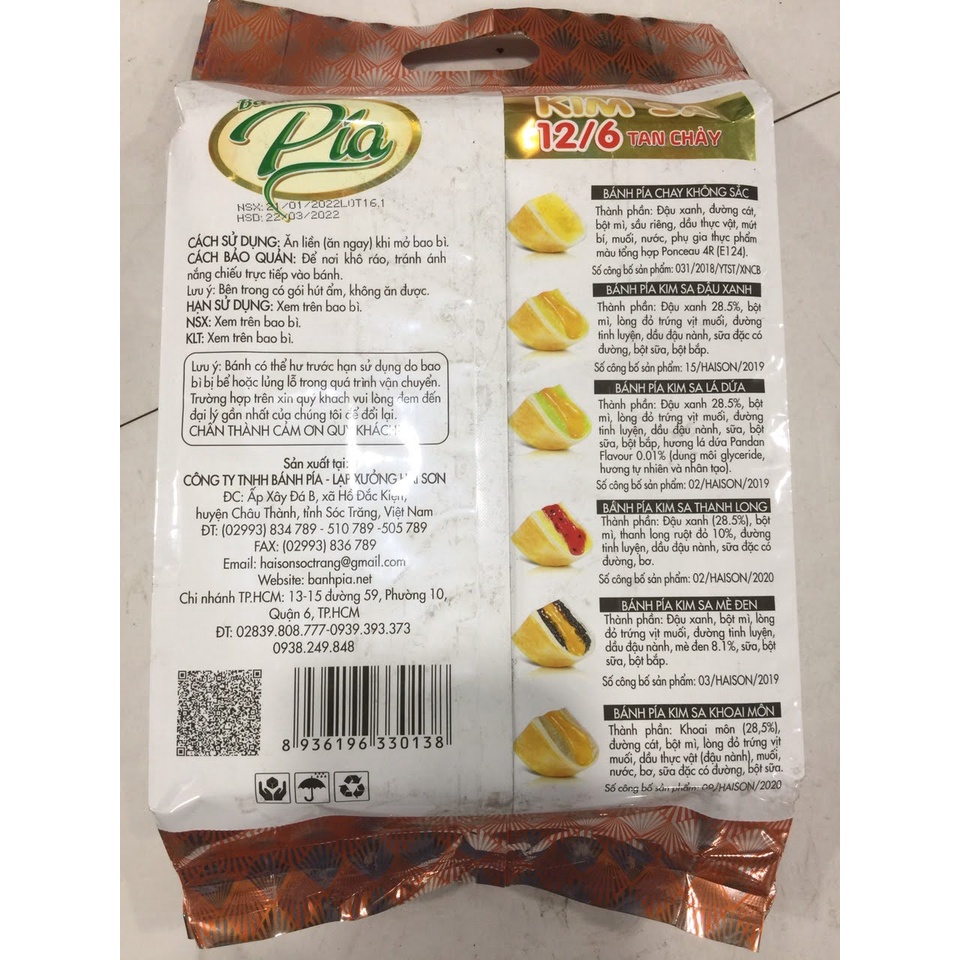 Pía
NSX: 21/01/2022LOT16.1
HSD: 22/03/2022
CÁCH SỬ DỤNG: Ăn liền (ăn ngay) khi mở bao bì.
CÁCH BẢO QUẢN: Để nơi khô ráo, tránh ánh
nắng chiếu trực tiếp vào bánh.
Lưu ý: Bên trong có gói hút ẩm, không ăn được.
HẠN SỬ DỤNG: Xem trên bao bì.
NSX: Xem trên bao bì.
KLT: Xem trên bao bì.
Lưu ý: Bánh có thể hư trước hạn sử dụng do bao
bì bị bể hoặc lủng lỗ trong quá trình vận chuyển.
Trường hợp trên xin quý khach vui lòng đem đến
đại lý gần nhất của chúng tôi để đổi lại.
CHÂN THÀNH CẢM ƠN QUÝ KHÁCH
Sản xuất tại:
CÔNG TY TNHH BÁNH PÍA - LẠP XƯỞNG HẢI SƠN
ĐC: Ấp Xây Đá B, xã Hồ Đắc Kiện,
huyện Châu Thành, tỉnh Sóc Trăng, Việt Nam
ĐT: (02993) 834 789 - 510 789 -505 789
FAX: (02993) 836 789
Email: haisonsoctrang@gmail.com
Website: banhpia.net
Chi nhánh TP.HCM: 13-15 đường 59, Phường 10,
Quận 6, TP.HCM
ĐT: 02839.808.777-0939.393.373
0938.249.848
8 936196 330138
KIM SA
12/6 TAN CHẢY
BÁNH PÍA CHAY KHÔNG SẮC
Thành phần: Đậu xanh, đường cát,
bột mì, sầu riêng, dầu thực vật, mứt
bí, muối, nước, phụ gia thực phẩm
màu tổng hợp Ponceau 4R (E124).
Số công bố sản phẩm: 031/2018/YTST/XNCB
BÁNH PÍA KIM SA ĐẬU XANH
Thành phần: Đậu xanh 28.5%, bột
mì, lòng đỏ trứng vịt muối, đường
tinh luyện, dầu đậu nành, sữa đặc có
đường, bột sữa, bột bắp.
Số công bố sản phẩm: 15/HAISON/2019
BÁNH PÍA KIM SA LÁ DỨA
Thành phần: Đậu xanh 28.5%, bột
mì, lòng đỏ trứng vịt muối, đường
tinh luyện, dầu đậu nành, sữa, bột
sữa, bột bắp, hương lá dứa Pandan
Flavour 0.01% (dung môi glyceride,
hương tự nhiên và nhân tạo).
Số công bố sản phẩm: 02/HAISON/2019
BÁNH PÍA KIM SA THANH LONG
Thành phần: Đậu xanh (28.5%), bột
mì, thanh long ruột đỏ 10%, đường
tinh luyện, dầu đậu nành, sữa đặc có
đường, bơ.
Số công bố sản phẩm: 02/HAISON/2020
BÁNH PÍA KIM SA MÈ ĐEN
Thành phần: Đậu xanh, bột mì, lòng
đỏ trứng vịt muối, đường tinh luyện,
dầu đậu nành, mè đen 8.1%, sữa, bột
sữa, bột bắp.
Số công bố sản phẩm: 03/HAISON/2019
BÁNH PÍA KIM SA KHOAI MÔN
Thành phần: Khoai môn (28,5%),
đường cát, bột mì, lòng đỏ trứng vịt
muối, dầu thực vật (đậu nành), muối,
nước, bơ, sữa đặc có đường, bột sữa.
Số công bố sản phẩm: 09/HAISON/2020